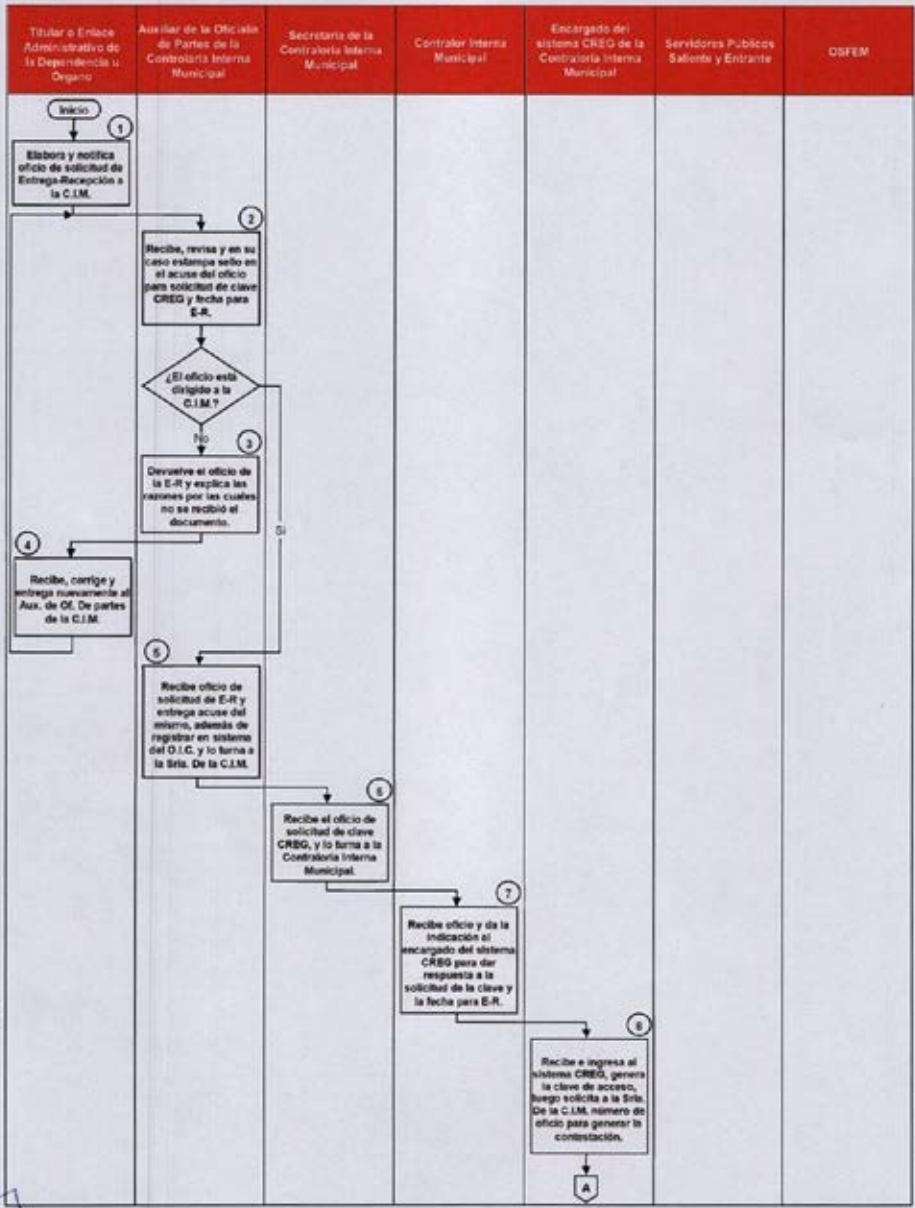 Titular o Enlace
Administrativo de
la Dependencia u
Órgano
Auxiliar de la Oficialía
de Partes de la
Controlaría Interna
Municipal
Secretaria de la
Contraloría Interna
Municipal
Contralor Interna
Municipal
Encargado del
sistema CREG de la
Contraloría Interna
Municipal
Servidores Públicos
Saliente y Entrante
OSFEM
Inicio
1
Elabora y notifica
oficio de solicitud de
Entrega-Recepción a
la C.I.M.
2
Recibe, revisa y en su
caso estampa sello en
el acuse del oficio
para solicitud de clave
CREG y fecha para
E-R.
¿El oficio está
dirigido a la
C.I.M.?
No
Si
3
Devuelve el oficio de
la E-R y explica las
razones por las cuales
no se recibió el
documento.
4
Recibe, corrige y
entrega nuevamente al
Aux. de Of. De partes
de la C.I.M.
5
Recibe oficio de
solicitud de E-R y
entrega acuse del
mismo, además de
registrar en sistema
del O.I.C. y lo turna a
la Sria. De la C.I.M.
6
Recibe el oficio de
solicitud de clave
CREG, y lo turna a la
Contraloría Interna
Municipal.
7
Recibe oficio y da la
indicación al
encargado del sistema
CREG para dar
respuesta a la
solicitud de la clave y
la fecha para E-R.
8
Recibe e ingresa al
sistema CREG, genera
la clave de acceso,
luego solicita a la Sria.
De la C.I.M. número de
oficio para generar la
contestación.
A